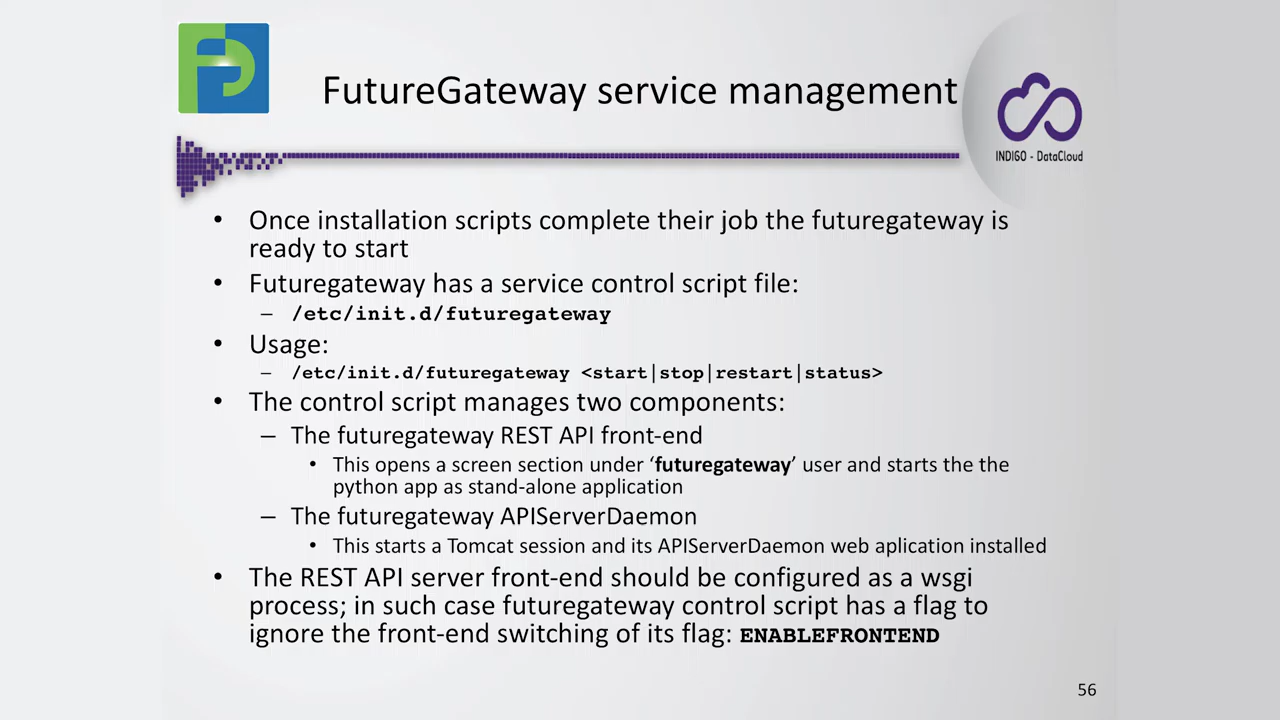 FutureGateway service management
INDIGO - DataCloud
• Once installation scripts complete their job the futuregateway is
ready to start
• Futuregateway has a service control script file:
– /etc/init.d/futuregateway
• Usage:
– /etc/init.d/futuregateway <start|stop|restart|status>
• The control script manages two components:
– The futuregateway REST API front-end
• This opens a screen section under ‘futuregateway’ user and starts the the
python app as stand-alone application
– The futuregateway APIServerDaemon
• This starts a Tomcat session and its APIServerDaemon web aplication installed
• The REST API server front-end should be configured as a wsgi
process; in such case futuregateway control script has a flag to
ignore the front-end switching of its flag: ENABLEFRONTEND
56